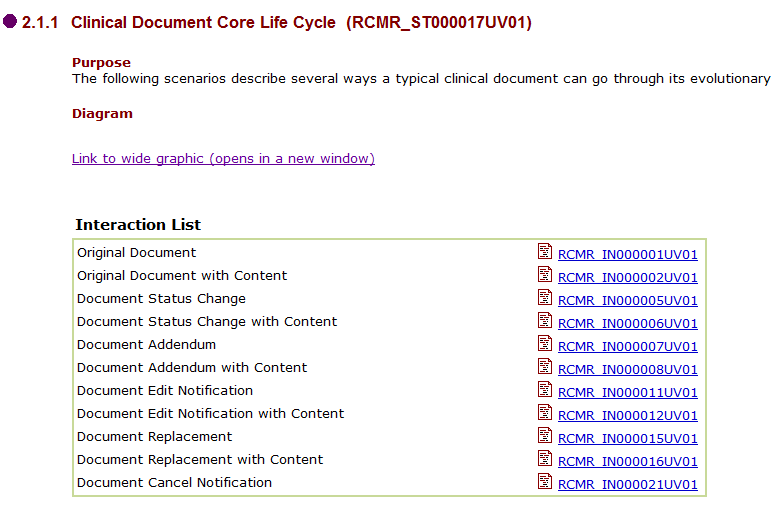 2.1.1 Clinical Document Core Life Cycle (RCMR_ST000017UV01)
Purpose
The following scenarios describe several ways a typical clinical document can go through its evolutionary
Diagram
Link to wide graphic (opens in a new window)
Interaction List
Original Document RCMR_IN000001UV01
Original Document with Content RCMR_IN000002UV01
Document Status Change RCMR_IN000005UV01
Document Status Change with Content RCMR_IN000006UV01
Document Addendum RCMR_IN000007UV01
Document Addendum with Content RCMR_IN000008UV01
Document Edit Notification RCMR_IN000011UV01
Document Edit Notification with Content RCMR_IN000012UV01
Document Replacement RCMR_IN000015UV01
Document Replacement with Content RCMR_IN000016UV01
Document Cancel Notification RCMR_IN000021UV01